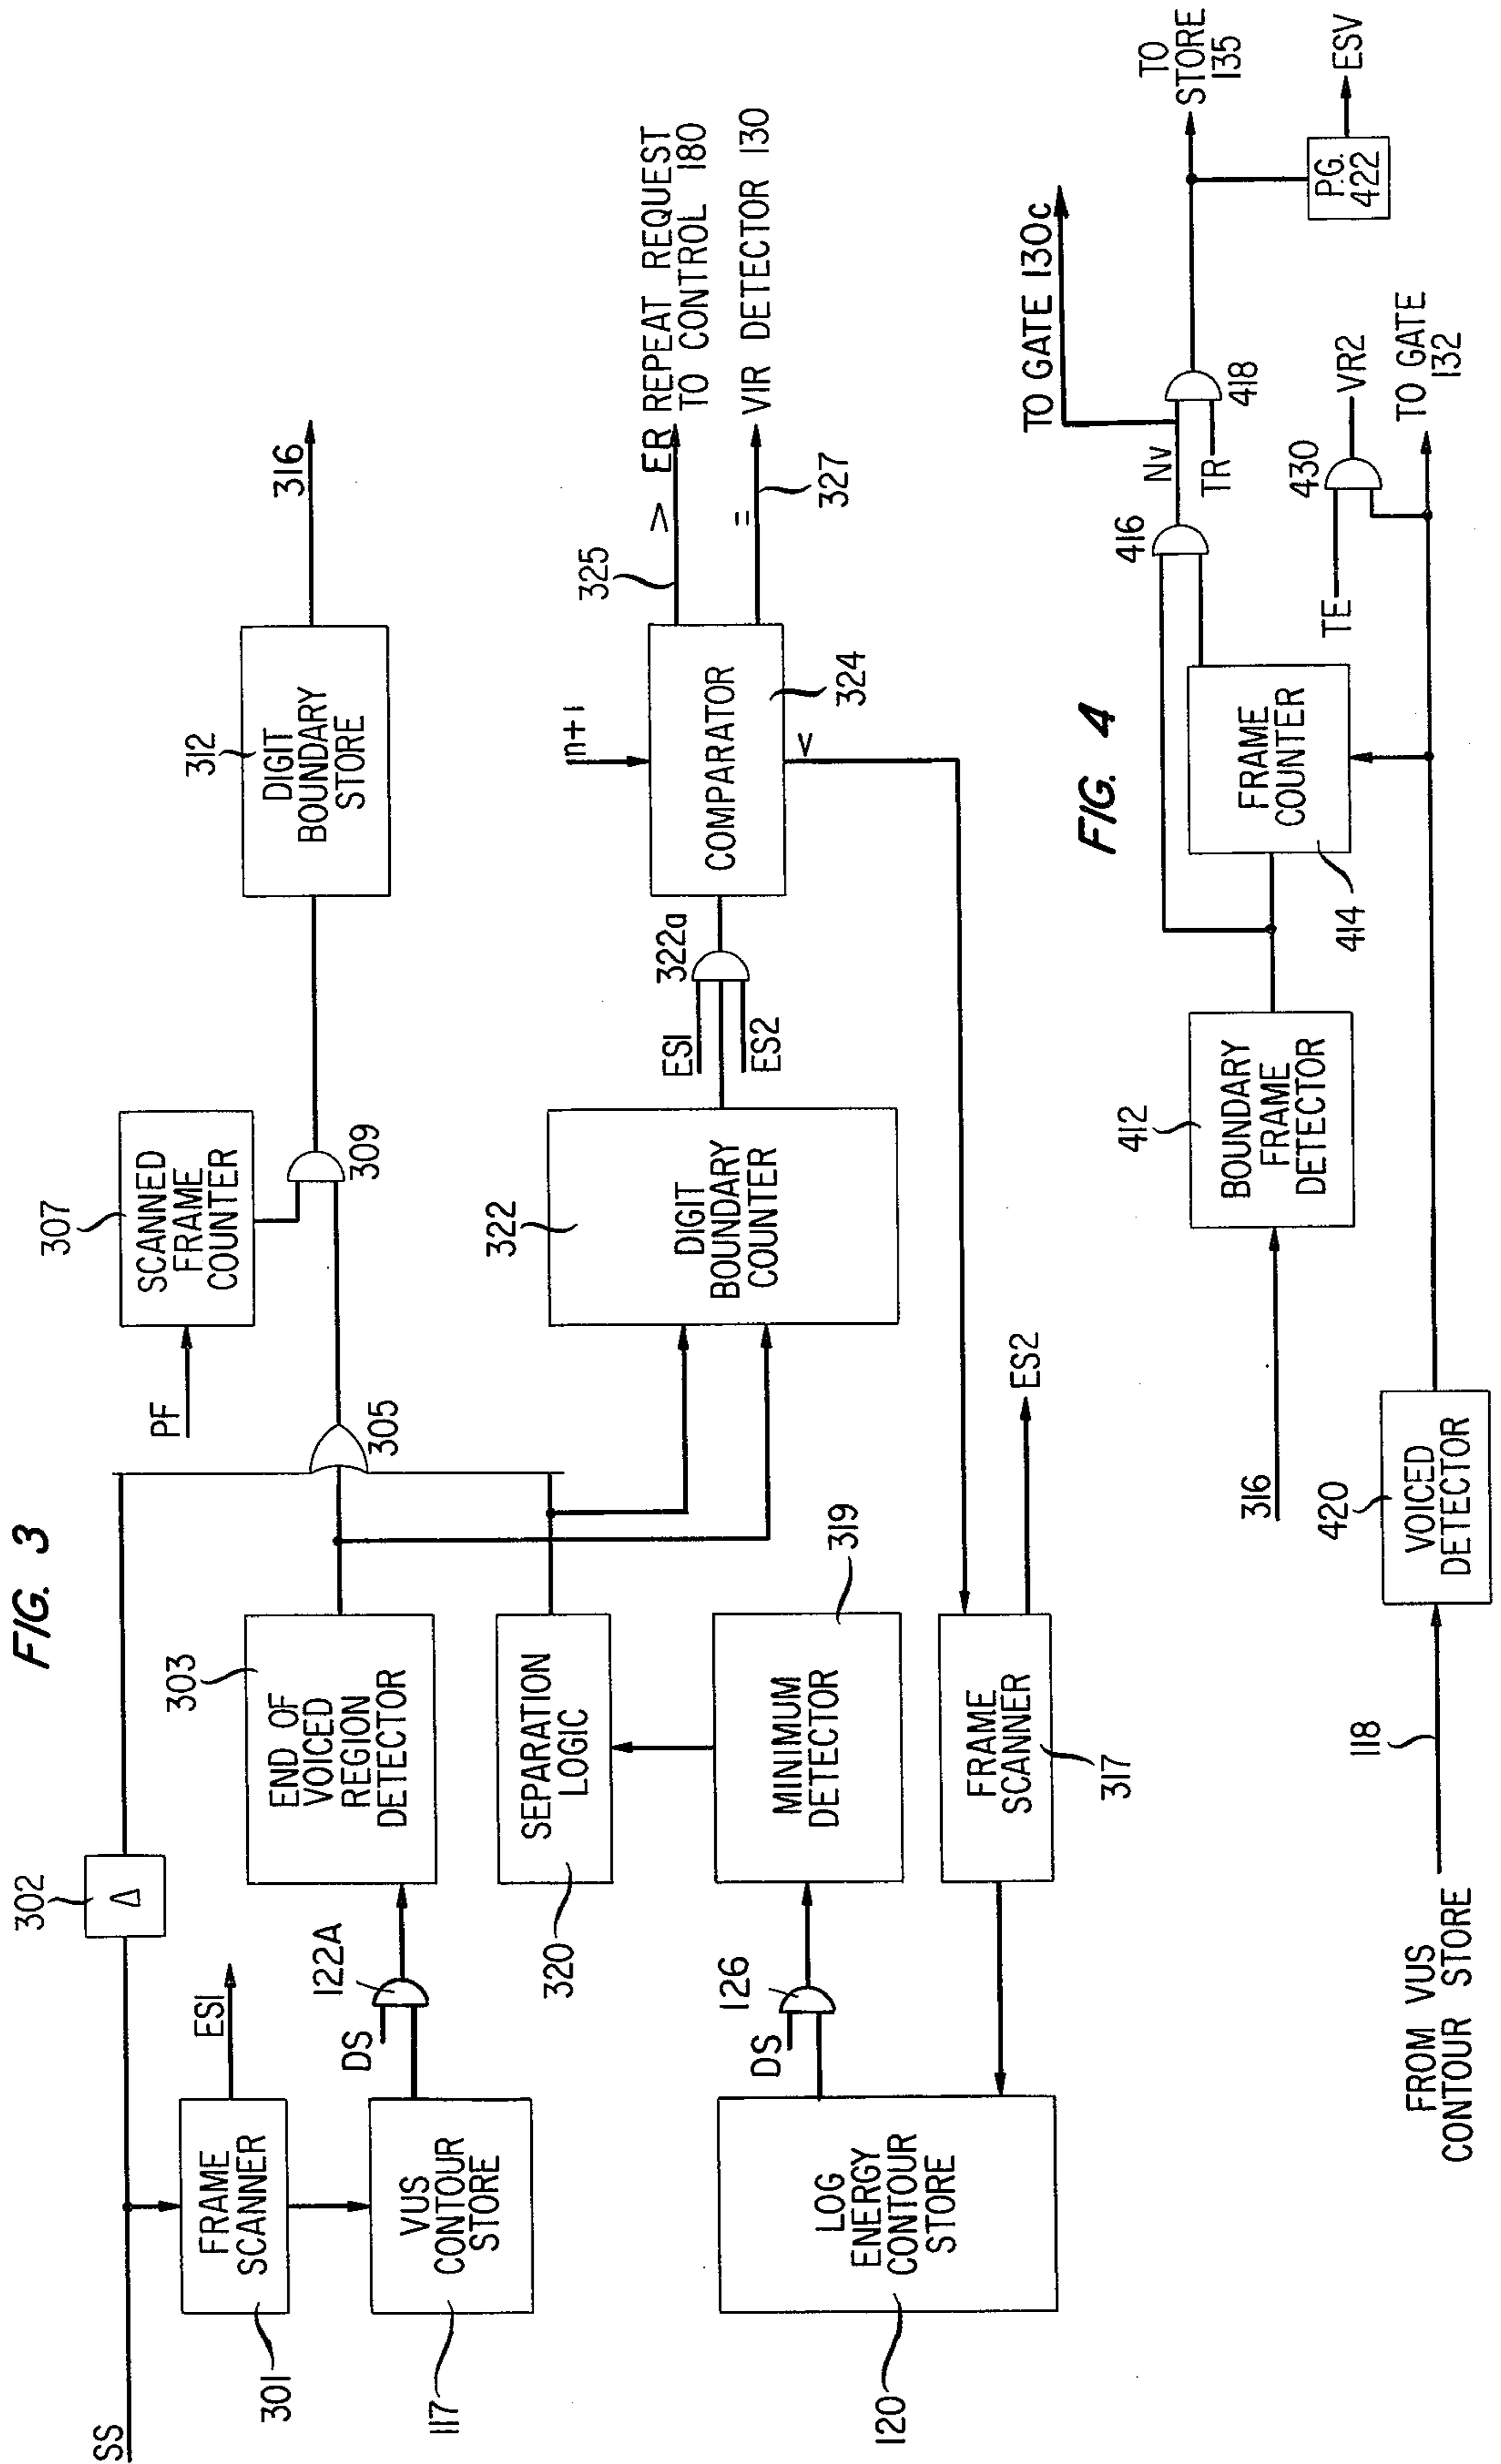 FIG. 3
SS
302
Δ
301
FRAME
SCANNER
ES1
117
VUS
CONTOUR
STORE
DS
122A
303
END OF
VOICED
REGION
DETECTOR
305
PF
307
SCANNED
FRAME
COUNTER
309
312
DIGIT
BOUNDARY
STORE
316
320
SEPARATION
LOGIC
319
MINIMUM
DETECTOR
120
LOG
ENERGY
CONTOUR
STORE
DS
126
317
FRAME
SCANNER
ES2
322
DIGIT
BOUNDARY
COUNTER
ES1
322a
ES2
n+1
COMPARATOR
324
<
325
> ER REPEAT REQUEST
TO CONTROL 180
= VIR DETECTOR 130
327
FIG. 4
316
412
BOUNDARY
FRAME
DETECTOR
414
FRAME
COUNTER
416
Nv
TR
418
TO GATE 130c
TO
STORE
135
P.G.
422
ESV
FROM VUS
CONTOUR STORE
118
420
VOICED
DETECTOR
TE
430
VR2
TO GATE
132